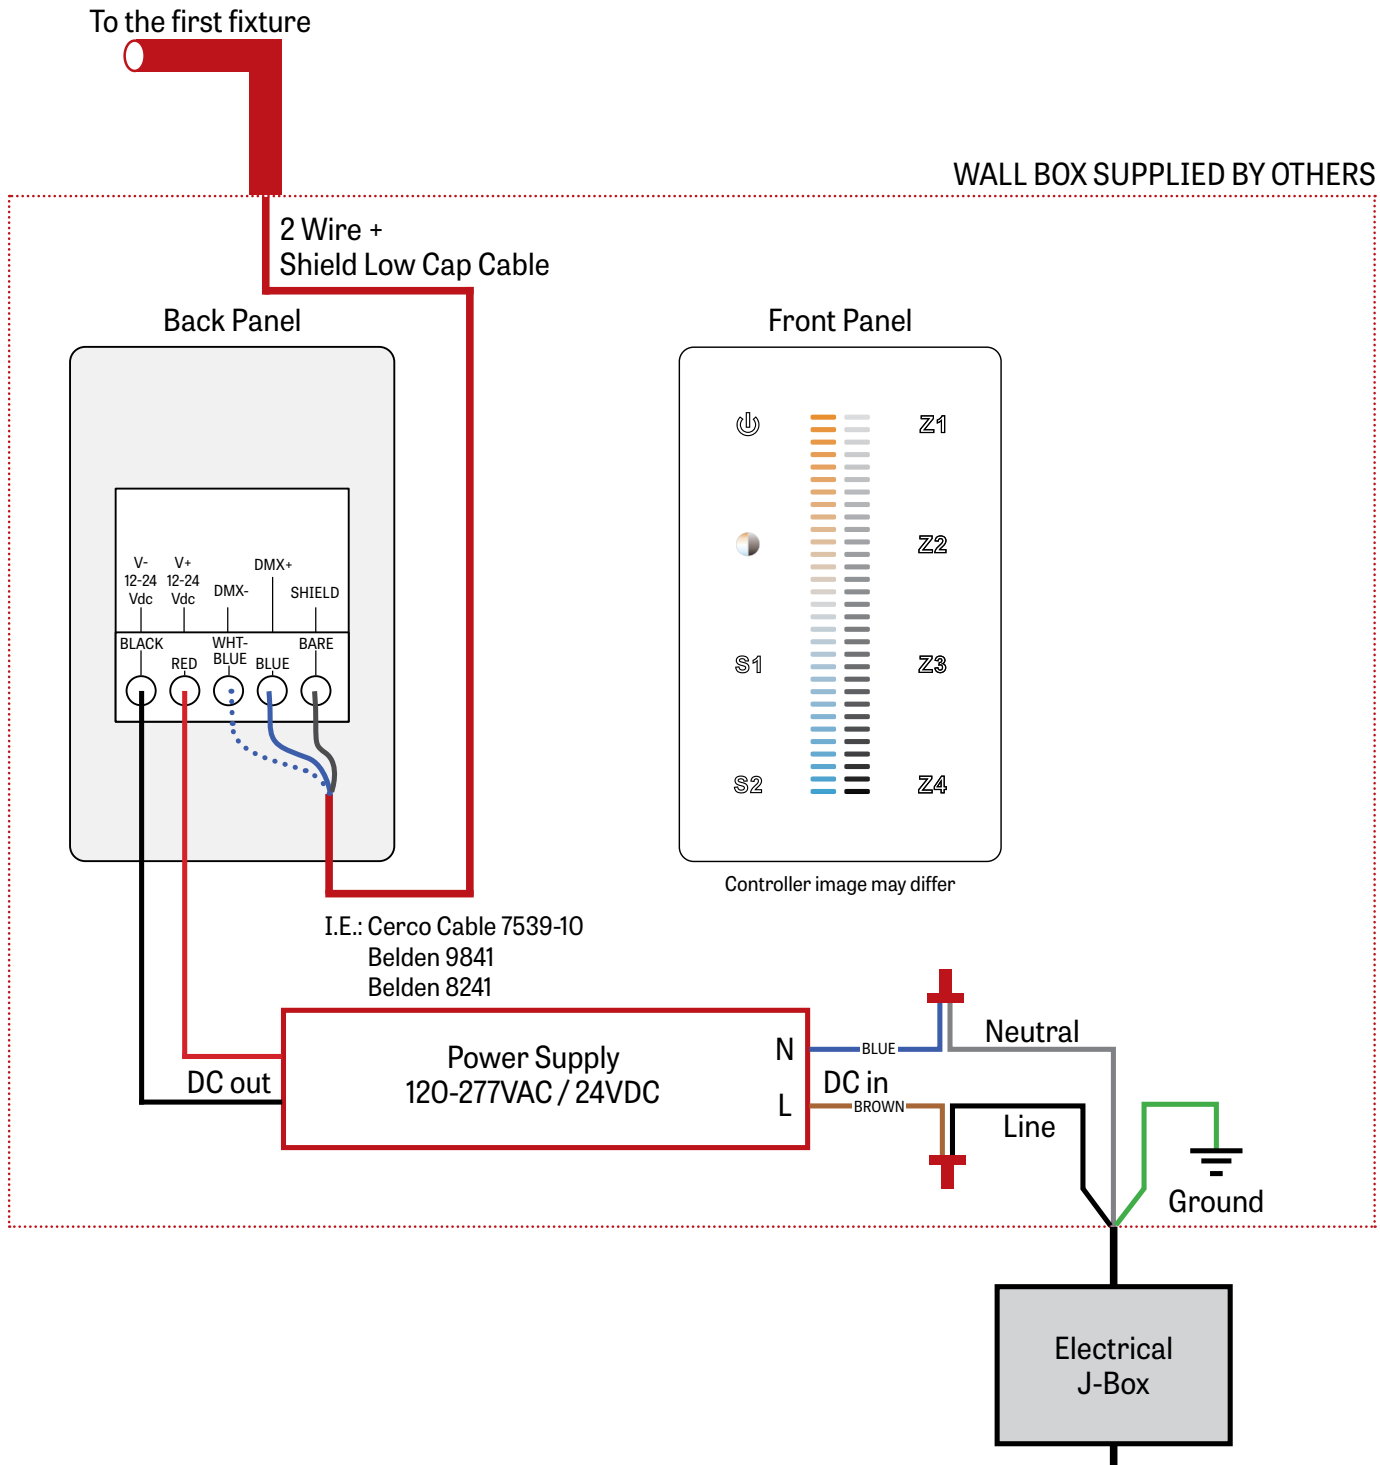 To the first fixture
WALL BOX SUPPLIED BY OTHERS
2 Wire +
Shield Low Cap Cable
Back Panel
Front Panel
V-
12-24
Vdc
V+
12-24
Vdc
DMX-
DMX+
SHIELD
BLACK
RED
WHT-
BLUE
BLUE
BARE
Z1
Z2
S1
Z3
S2
Z4
Controller image may differ
I.E.: Cerco Cable 7539-10
Belden 9841
Belden 8241
Power Supply
120-277VAC / 24VDC
DC out
N
L
BLUE
DC in
BROWN
Neutral
Line
Ground
Electrical
J-Box